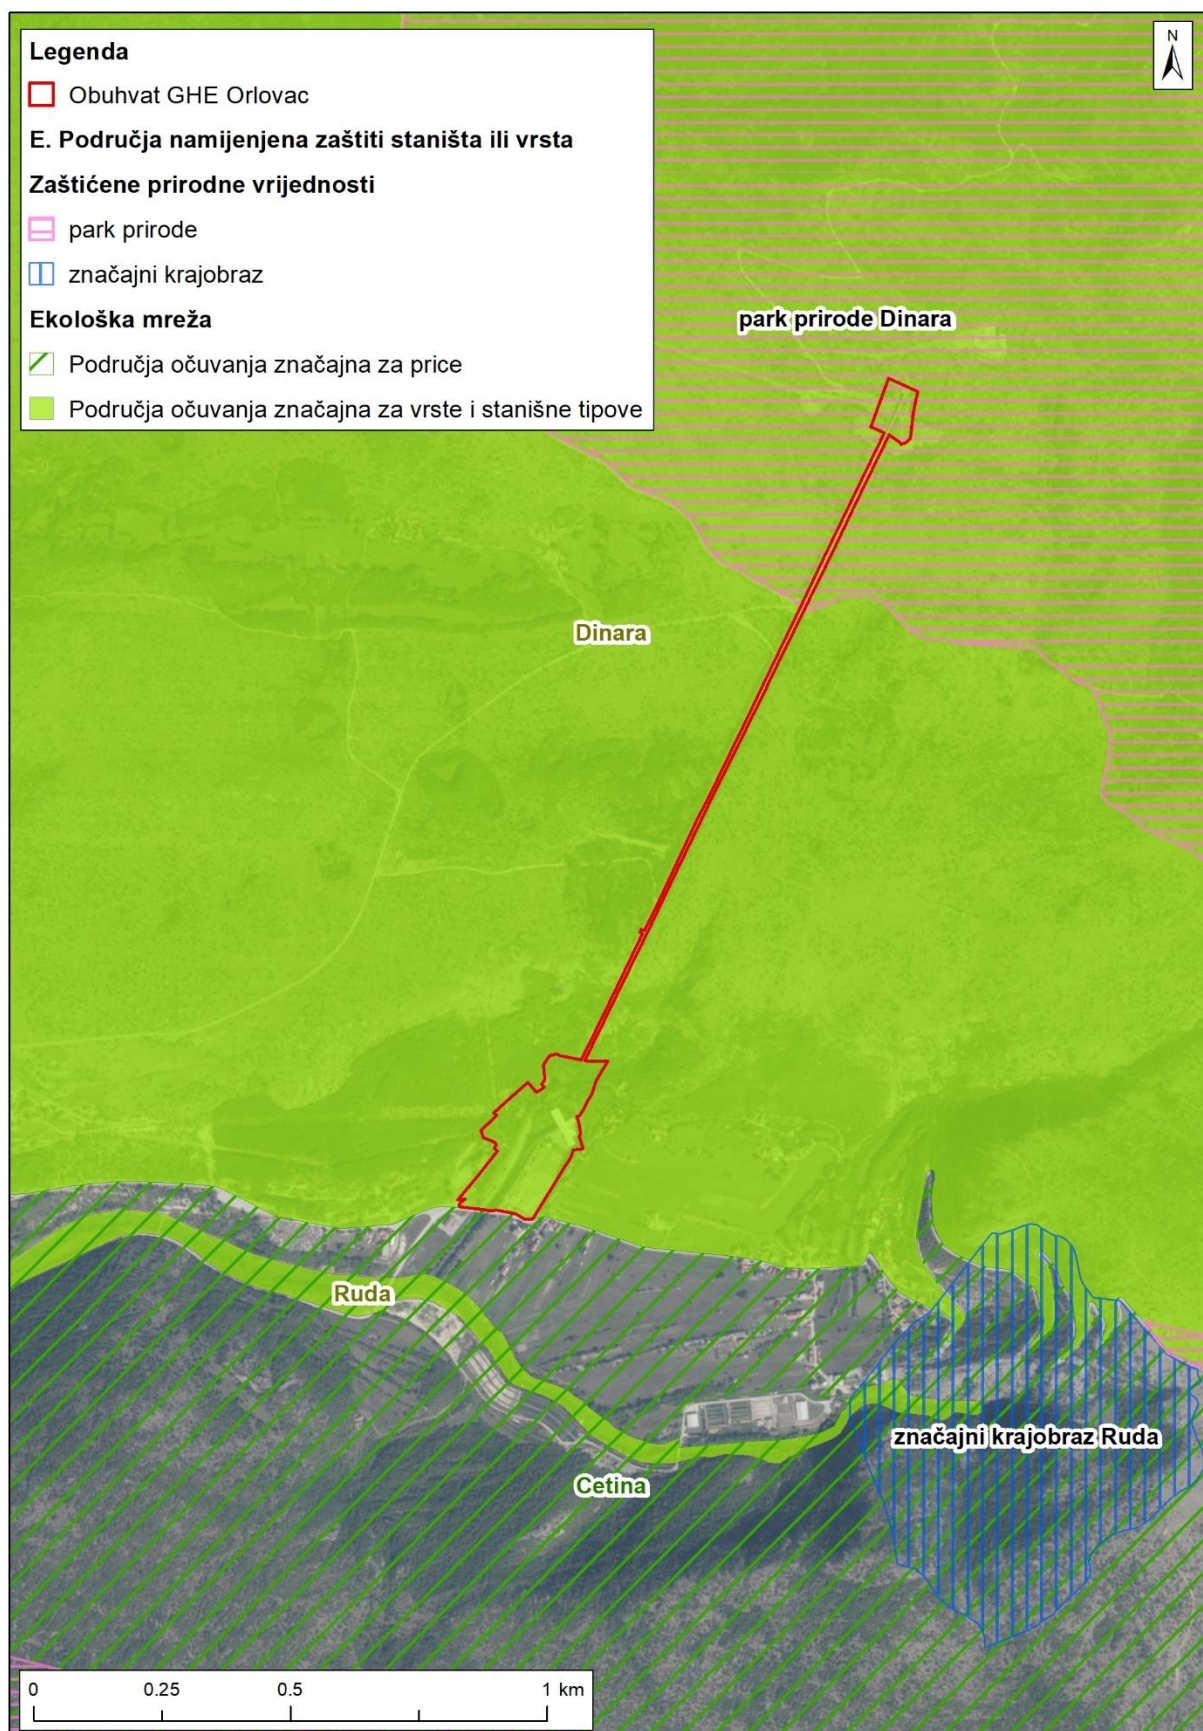 Legenda
Obuhvat GHE Orlovac
E. Područja namijenjena zaštiti staništa ili vrsta
Zaštićene prirodne vrijednosti
park prirode
značajni krajobraz
Ekološka mreža
Područja očuvanja značajna za price
Područja očuvanja značajna za vrste i stanišne tipove
N
park prirode Dinara
Dinara
Ruda
značajni krajobraz Ruda
Cetina
0 0.25 0.5 1 km